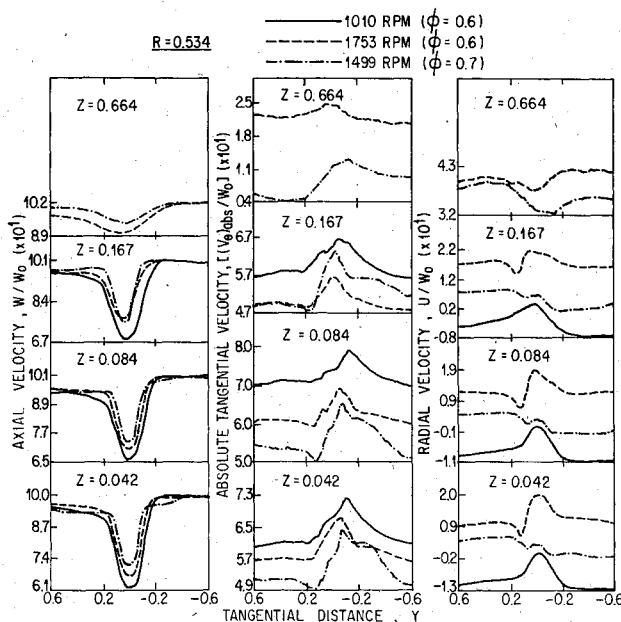 R=0.534
1010 RPM (ϕ=0.6)
1753 RPM (ϕ=0.6)
1499 RPM (ϕ=0.7)
AXIAL VELOCITY, W/W₀ (x10¹)
Z=0.664
10.2
8.9
Z=0.167
10.1
8.4
6.7
Z=0.084
10.1
8.9
7.7
6.5
Z=0.042
10.0
8.7
7.4
6.1
0.6 0.2 -0.2 -0.6
ABSOLUTE TANGENTIAL VELOCITY, [(V_θ)abs/W₀] (x10¹)
Z=0.664
2.5
1.8
1.1
0.4
Z=0.167
6.7
5.7
4.7
Z=0.084
8.0
7.0
6.0
5.0
Z=0.042
7.3
6.5
5.7
4.9
0.6 0.2 -0.2 -0.6
RADIAL VELOCITY, U/W₀ (x10¹)
Z=0.664
4.3
3.2
Z=0.167
2.2
1.2
0.2
-0.8
Z=0.084
1.9
0.9
-0.1
-1.1
Z=0.042
2.0
0.9
-0.2
-1.3
0.6 0.2 -0.2 -0.6
TANGENTIAL DISTANCE, Y